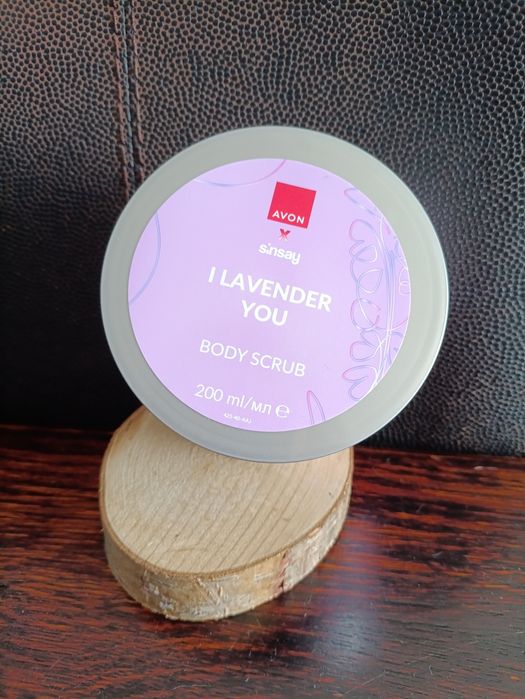 AVON
sinsay
I LAVENDER
YOU
BODY SCRUB
200 ml/мл ℮